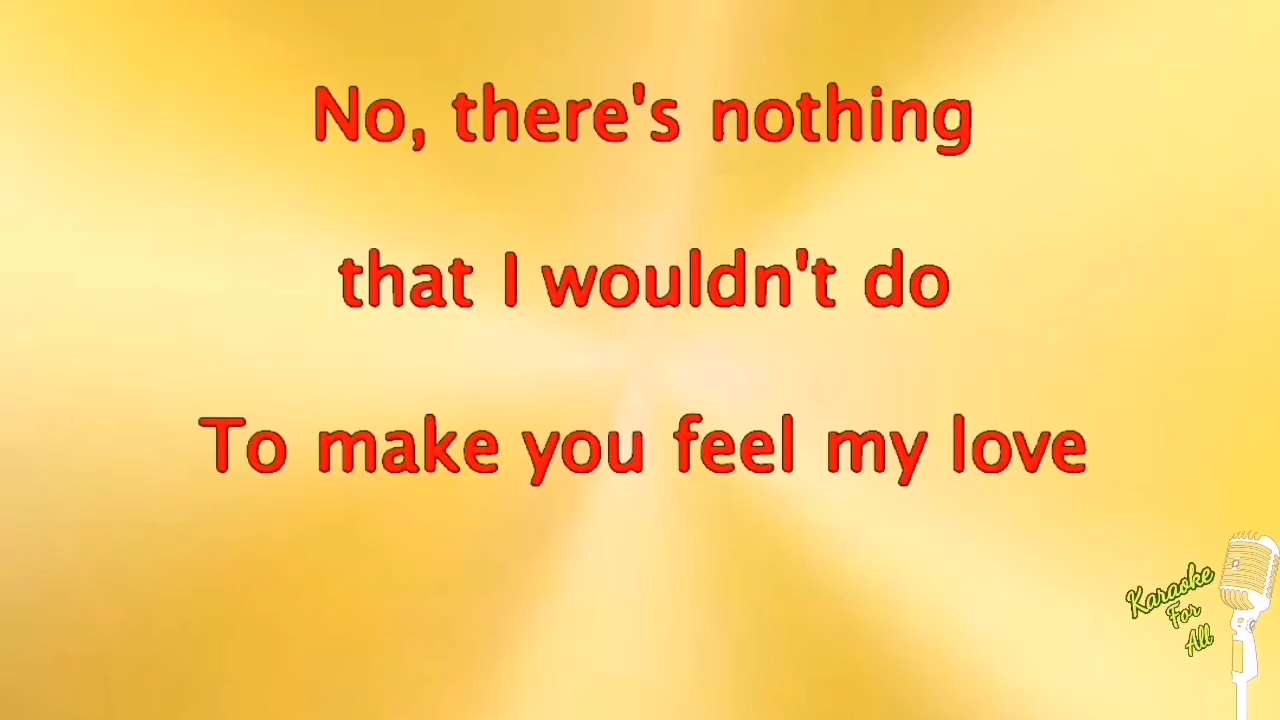 No, there's nothing
that I wouldn't do
To make you feel my love
Karaoke
For
All